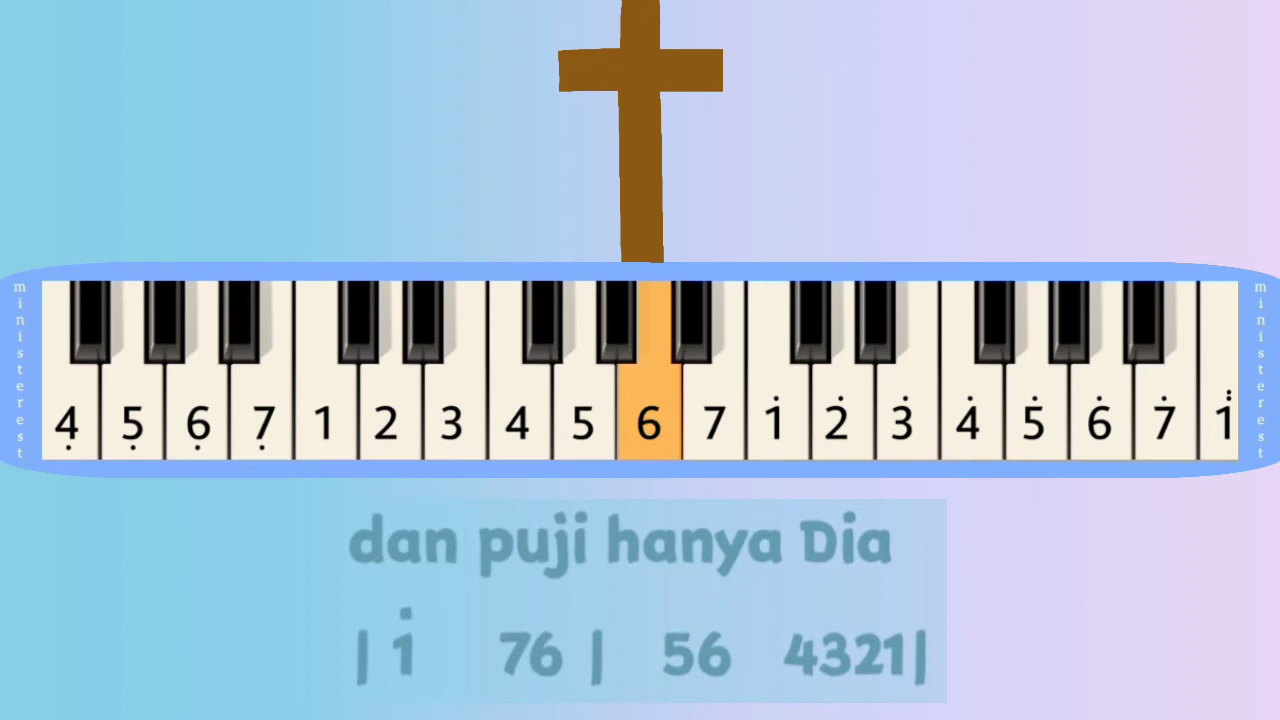 ministerest
4̣ 5̣ 6̣ 7̣ 1 2 3 4 5 6 7 1̇ 2̇ 3̇ 4̇ 5̇ 6̇ 7̇ 1̈
ministerest
dan puji hanya Dia
| 1̇ 76 | 56 4321|